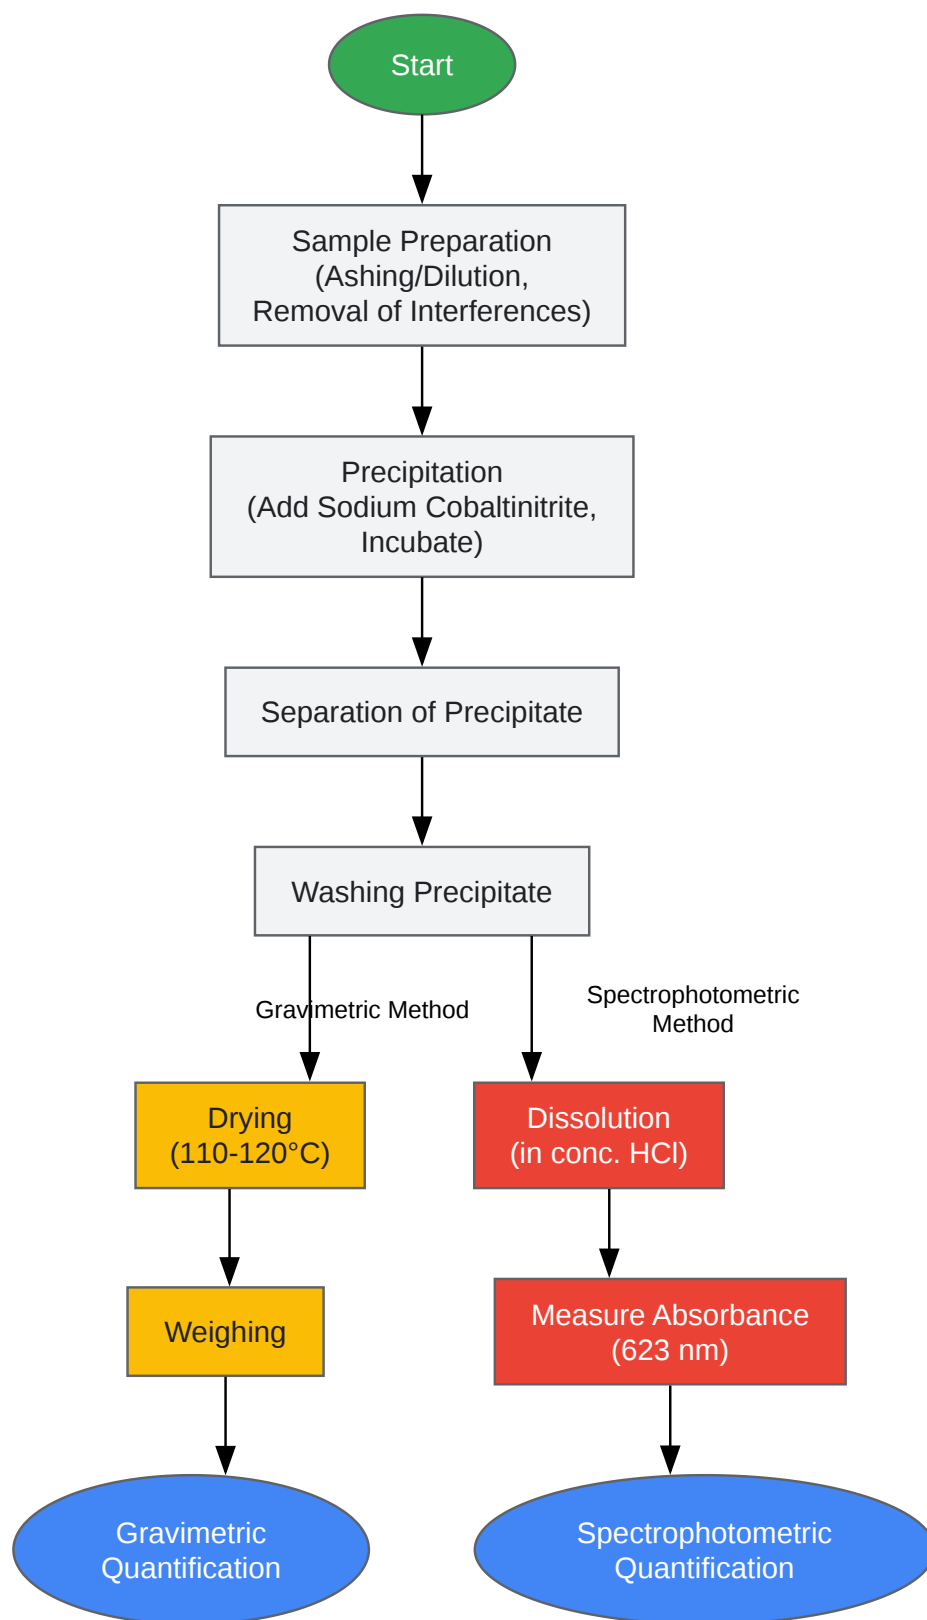 Start
Sample Preparation
(Ashing/Dilution,
Removal of Interferences)
Precipitation
(Add Sodium Cobaltinitrite,
Incubate)
Separation of Precipitate
Washing Precipitate
Gravimetric Method
Spectrophotometric
Method
Drying
(110-120°C)
Dissolution
(in conc. HCl)
Weighing
Measure Absorbance
(623 nm)
Gravimetric
Quantification
Spectrophotometric
Quantification